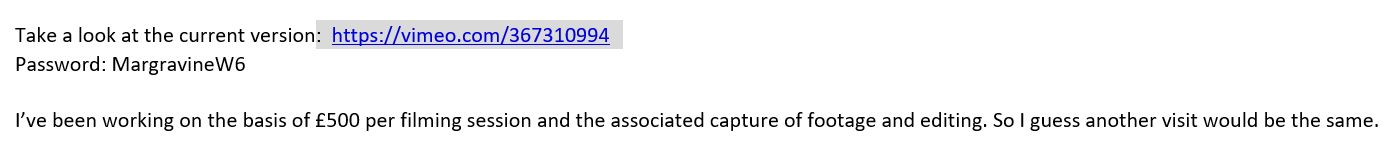 Take a look at the current version:  https://vimeo.com/367310994
Password: MargravineW6
I’ve been working on the basis of £500 per filming session and the associated capture of footage and editing. So I guess another visit would be the same.